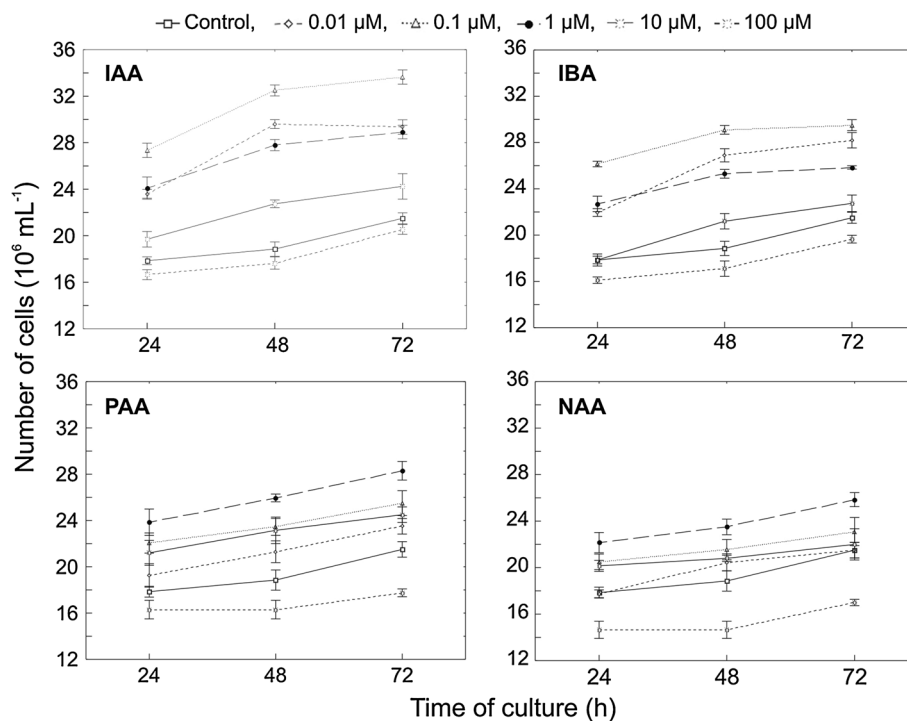 Control, 0.01 µM, 0.1 µM, 1 µM, 10 µM, 100 µM
Number of cells (10⁶ mL⁻¹)
IAA
36
32
28
24
20
16
12
24 48 72
IBA
36
32
28
24
20
16
12
24 48 72
PAA
36
32
28
24
20
16
12
24 48 72
NAA
36
32
28
24
20
16
12
24 48 72
Time of culture (h)